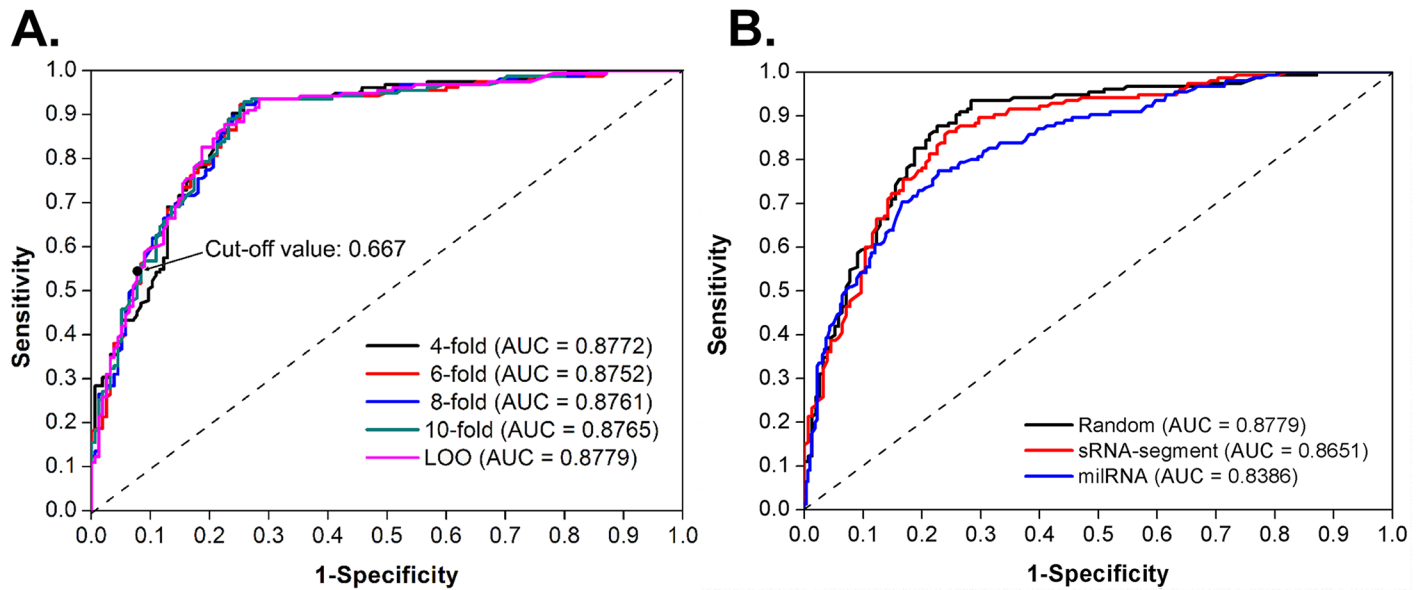 A.
1.0
0.9
0.8
0.7
0.6
0.5
0.4
0.3
0.2
0.1
0.0
Sensitivity
Cut-off value: 0.667
4-fold (AUC = 0.8772)
6-fold (AUC = 0.8752)
8-fold (AUC = 0.8761)
10-fold (AUC = 0.8765)
LOO (AUC = 0.8779)
0.0 0.1 0.2 0.3 0.4 0.5 0.6 0.7 0.8 0.9 1.0
1-Specificity
B.
1.0
0.9
0.8
0.7
0.6
0.5
0.4
0.3
0.2
0.1
0.0
Sensitivity
Random (AUC = 0.8779)
sRNA-segment (AUC = 0.8651)
milRNA (AUC = 0.8386)
0.0 0.1 0.2 0.3 0.4 0.5 0.6 0.7 0.8 0.9 1.0
1-Specificity